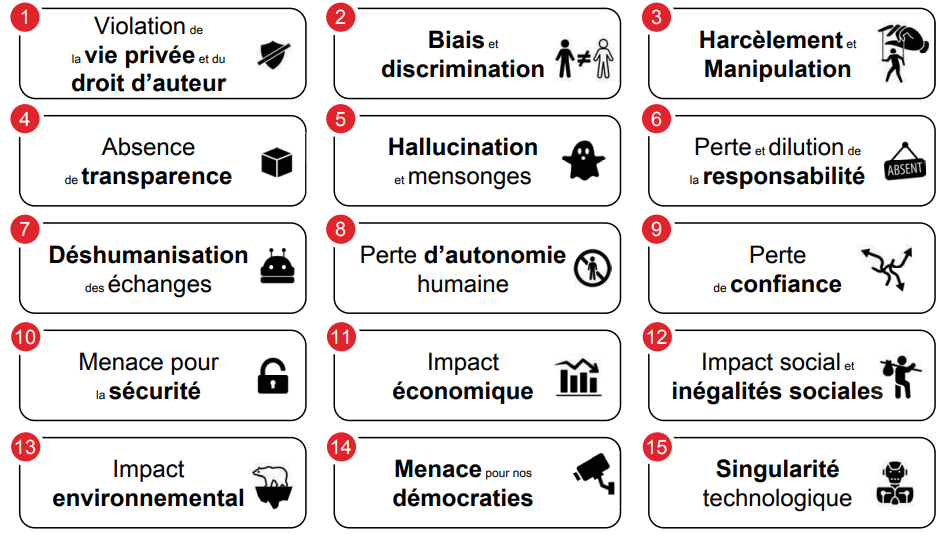 1
Violation de
la vie privée et du
droit d’auteur
2
Biais et
discrimination
3
Harcèlement et
Manipulation
4
Absence
de transparence
5
Hallucination
et mensonges
6
Perte et dilution de
la responsabilité
ABSENT
7
Déshumanisation
des échanges
8
Perte d’autonomie
humaine
9
Perte
de confiance
10
Menace pour
la sécurité
11
Impact
économique
12
Impact social et
inégalités sociales
13
Impact
environnemental
14
Menace pour nos
démocraties
15
Singularité
technologique